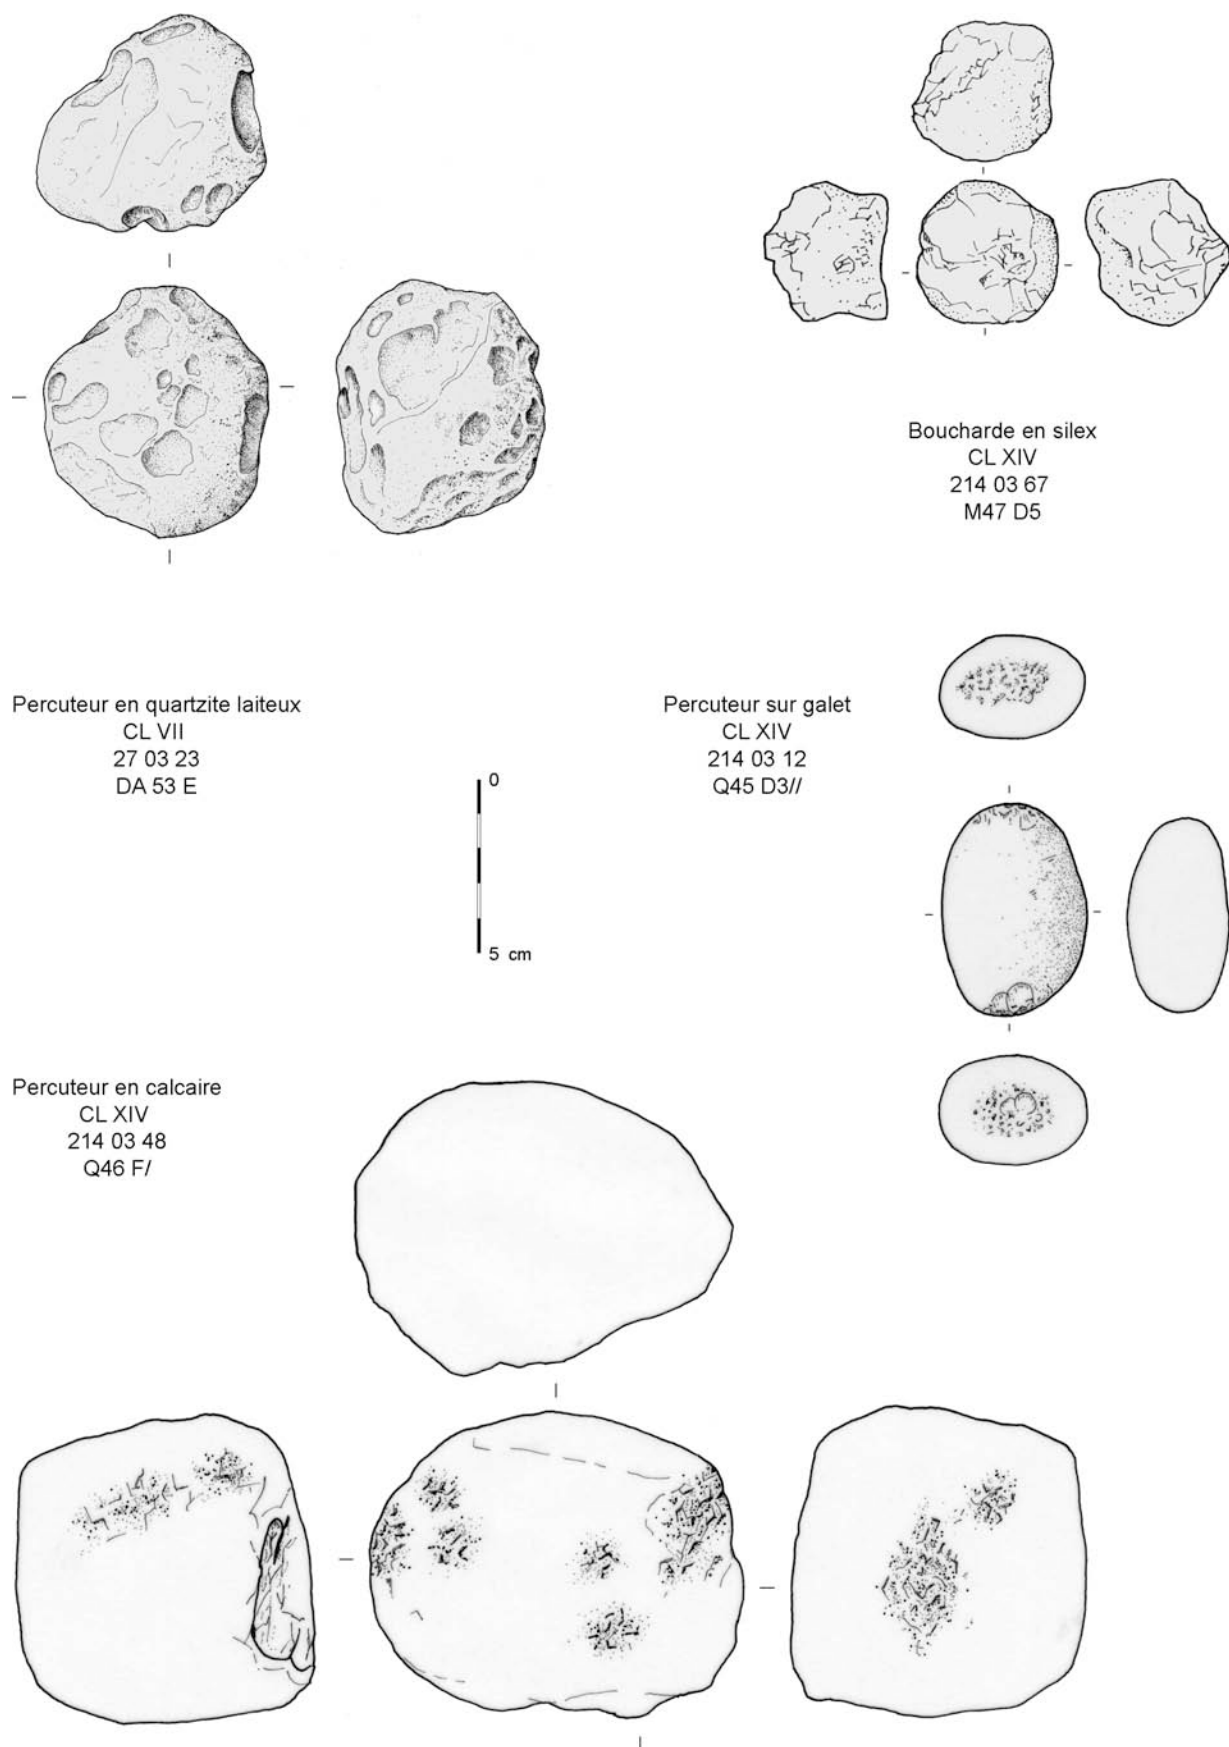 Boucharde en silex
CL XIV
214 03 67
M47 D5
Percuteur en quartzite laiteux
CL VII
27 03 23
DA 53 E
Percuteur sur galet
CL XIV
214 03 12
Q45 D3//
0
5 cm
Percuteur en calcaire
CL XIV
214 03 48
Q46 F/